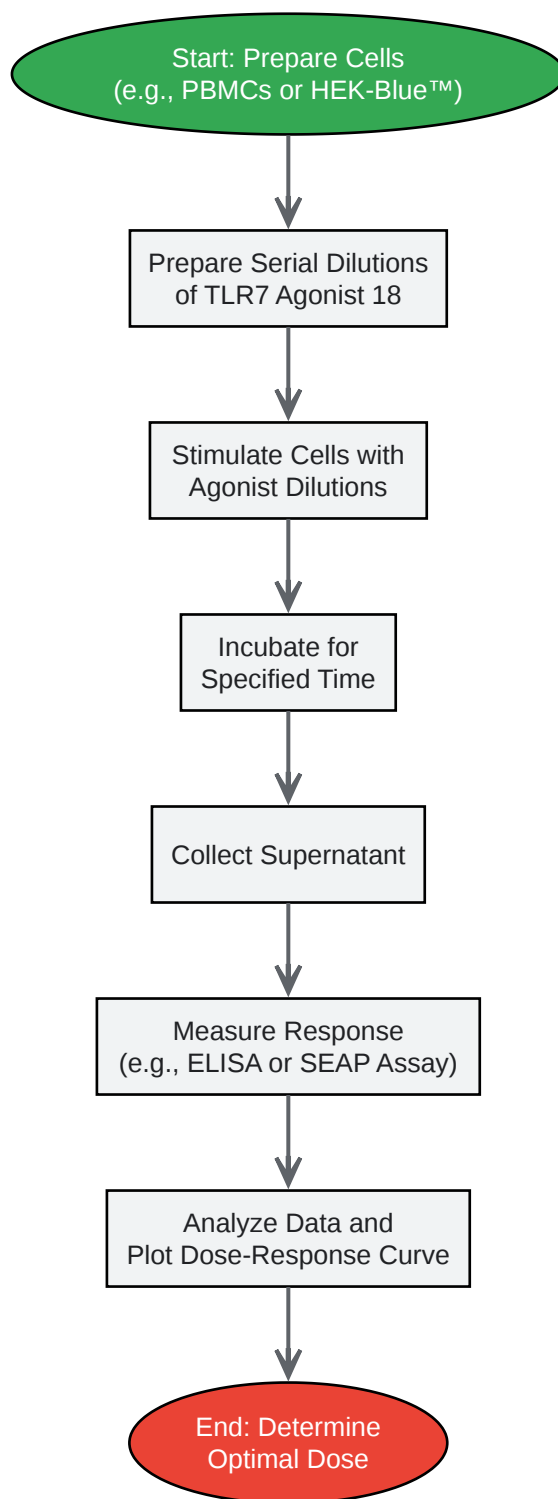 Start: Prepare Cells
(e.g., PBMCs or HEK-Blue™)
Prepare Serial Dilutions
of TLR7 Agonist 18
Stimulate Cells with
Agonist Dilutions
Incubate for
Specified Time
Collect Supernatant
Measure Response
(e.g., ELISA or SEAP Assay)
Analyze Data and
Plot Dose-Response Curve
End: Determine
Optimal Dose